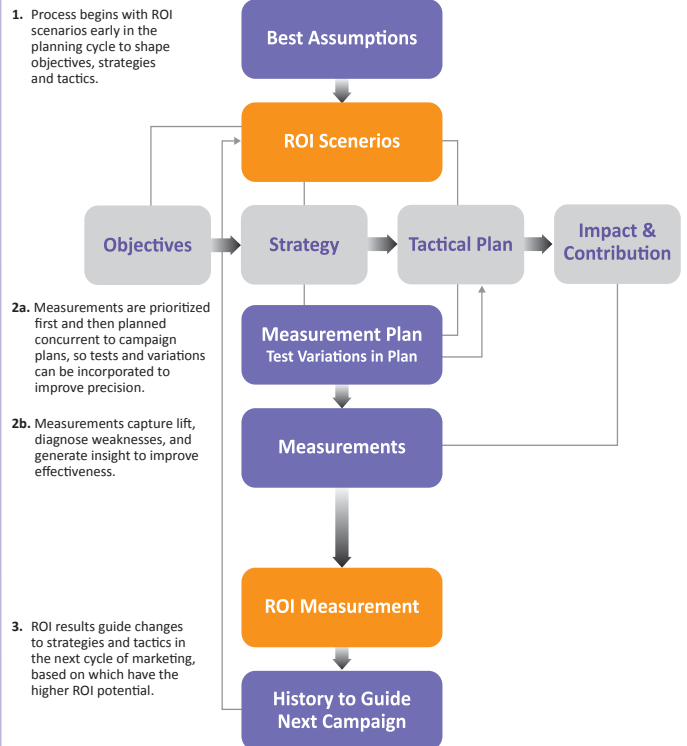 1. Process begins with ROI
scenarios early in the
planning cycle to shape
objectives, strategies
and tactics.
Best Assumptions
ROI Scenerios
Objectives
Strategy
Tactical Plan
Impact &
Contribution
2a. Measurements are prioritized
first and then planned
concurrent to campaign
plans, so tests and variations
can be incorporated to
improve precision.
Measurement Plan
Test Variations in Plan
2b. Measurements capture lift,
diagnose weaknesses, and
generate insight to improve
effectiveness.
Measurements
ROI Measurement
3. ROI results guide changes
to strategies and tactics in
the next cycle of marketing,
based on which have the
higher ROI potential.
History to Guide
Next Campaign